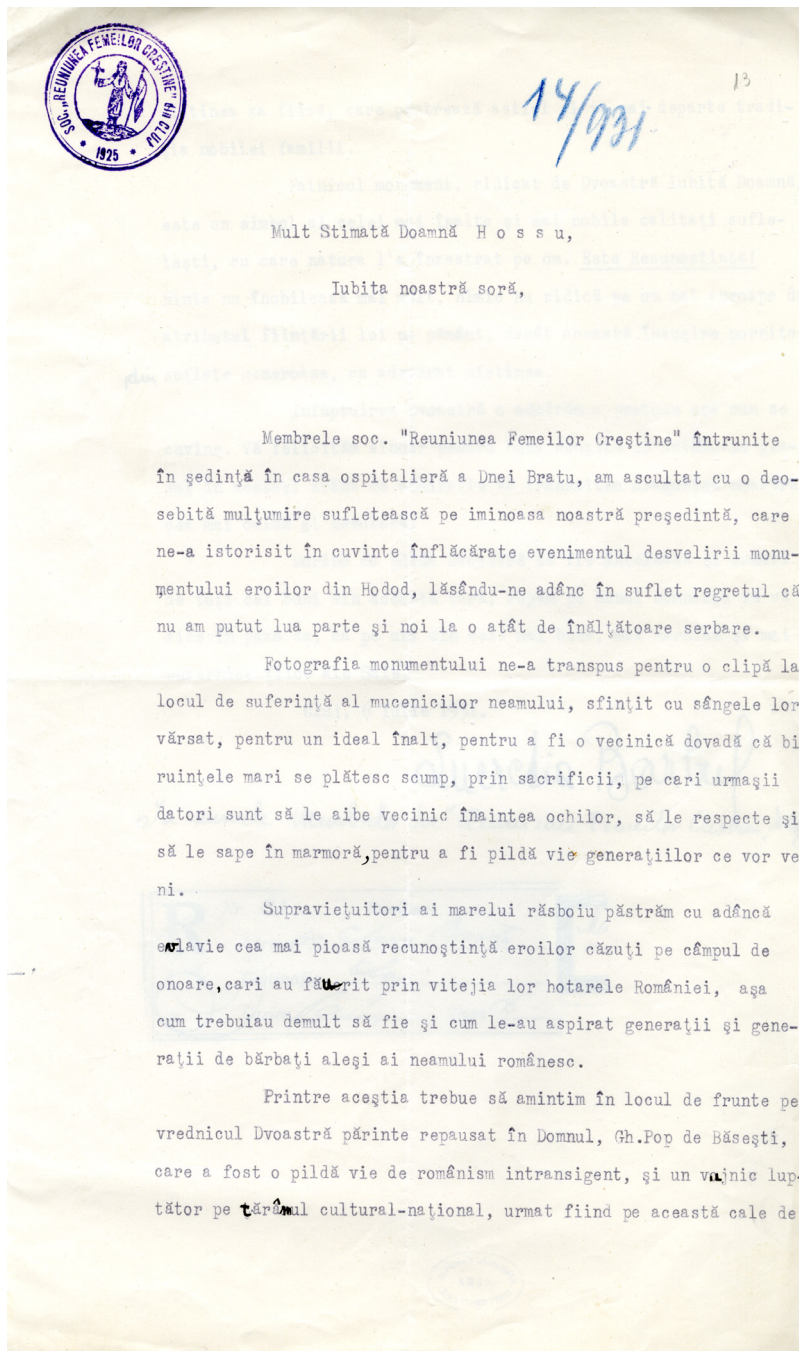 SOC. „REUNIUNEA FEMEILOR CREŞTINE” din CLUJ
* 1925 *
14/931
13
Mult Stimată Doamnă H o s s u,
Iubita noastră soră,
Membrele soc. "Reuniunea Femeilor Creştine" întrunite
în şedinţă în casa ospitalieră a Dnei Bratu, am ascultat cu o deo-
sebită mulţumire sufletească pe iminoasa noastră preşedintă, care
ne-a istorisit în cuvinte înflăcărate evenimentul desvelirii monu-
mentului eroilor din Hodod, lăsându-ne adânc în suflet regretul că
nu am putut lua parte şi noi la o atât de înălţătoare serbare.
Fotografia monumentului ne-a transpus pentru o clipă la
locul de suferinţă al mucenicilor neamului, sfinţit cu sângele lor
vărsat, pentru un ideal înalt, pentru a fi o vecinică dovadă că bi
ruinţele mari se plătesc scump, prin sacrificii, pe cari urmaşii
datori sunt să le aibe vecinic înaintea ochilor, să le respecte şi
să le sape în marmoră, pentru a fi pildă vie generaţiilor ce vor ve
ni.
Supravieţuitori ai marelui răsboiu păstrăm cu adâncă
evlavie cea mai pioasă recunoştinţă eroilor căzuţi pe câmpul de
onoare, cari au făurit prin vitejia lor hotarele României, aşa
cum trebuiau demult să fie şi cum le-au aspirat generaţii şi gene-
raţii de bărbaţi aleşi ai neamului românesc.
Printre aceştia trebue să amintim în locul de frunte pe
vrednicul Dvoastră părinte repausat în Domnul, Gh.Pop de Băseşti,
care a fost o pildă vie de românism intransigent, şi un vajnic lup-
tător pe tărâmul cultural-naţional, urmat fiind pe această cale de